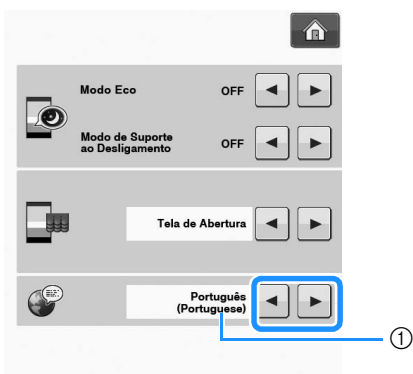 Modo Eco OFF
Modo de Suporte
ao Desligamento OFF
Tela de Abertura
Português
(Portuguese)
①